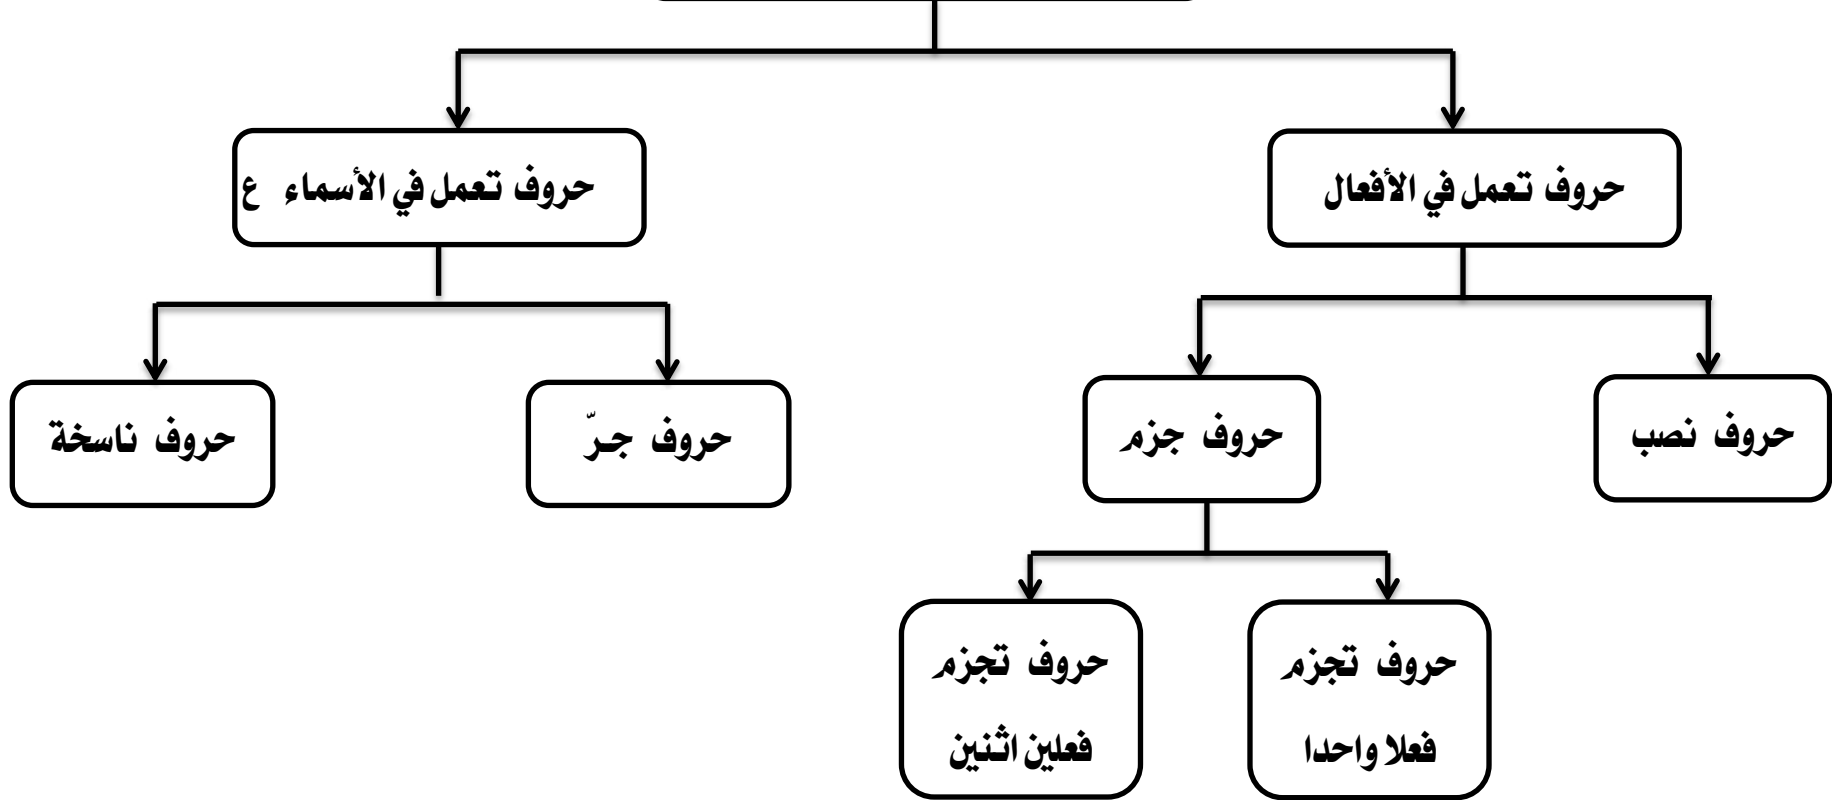 حروف تعمل في الأفعال
حروف تعمل في الأسماء ع
حروف نصب
حروف جزم
حروف جـرّ
حروف ناسخة
حروف تجزم
فعلا واحدا
حروف تجزم
فعلين اثنين